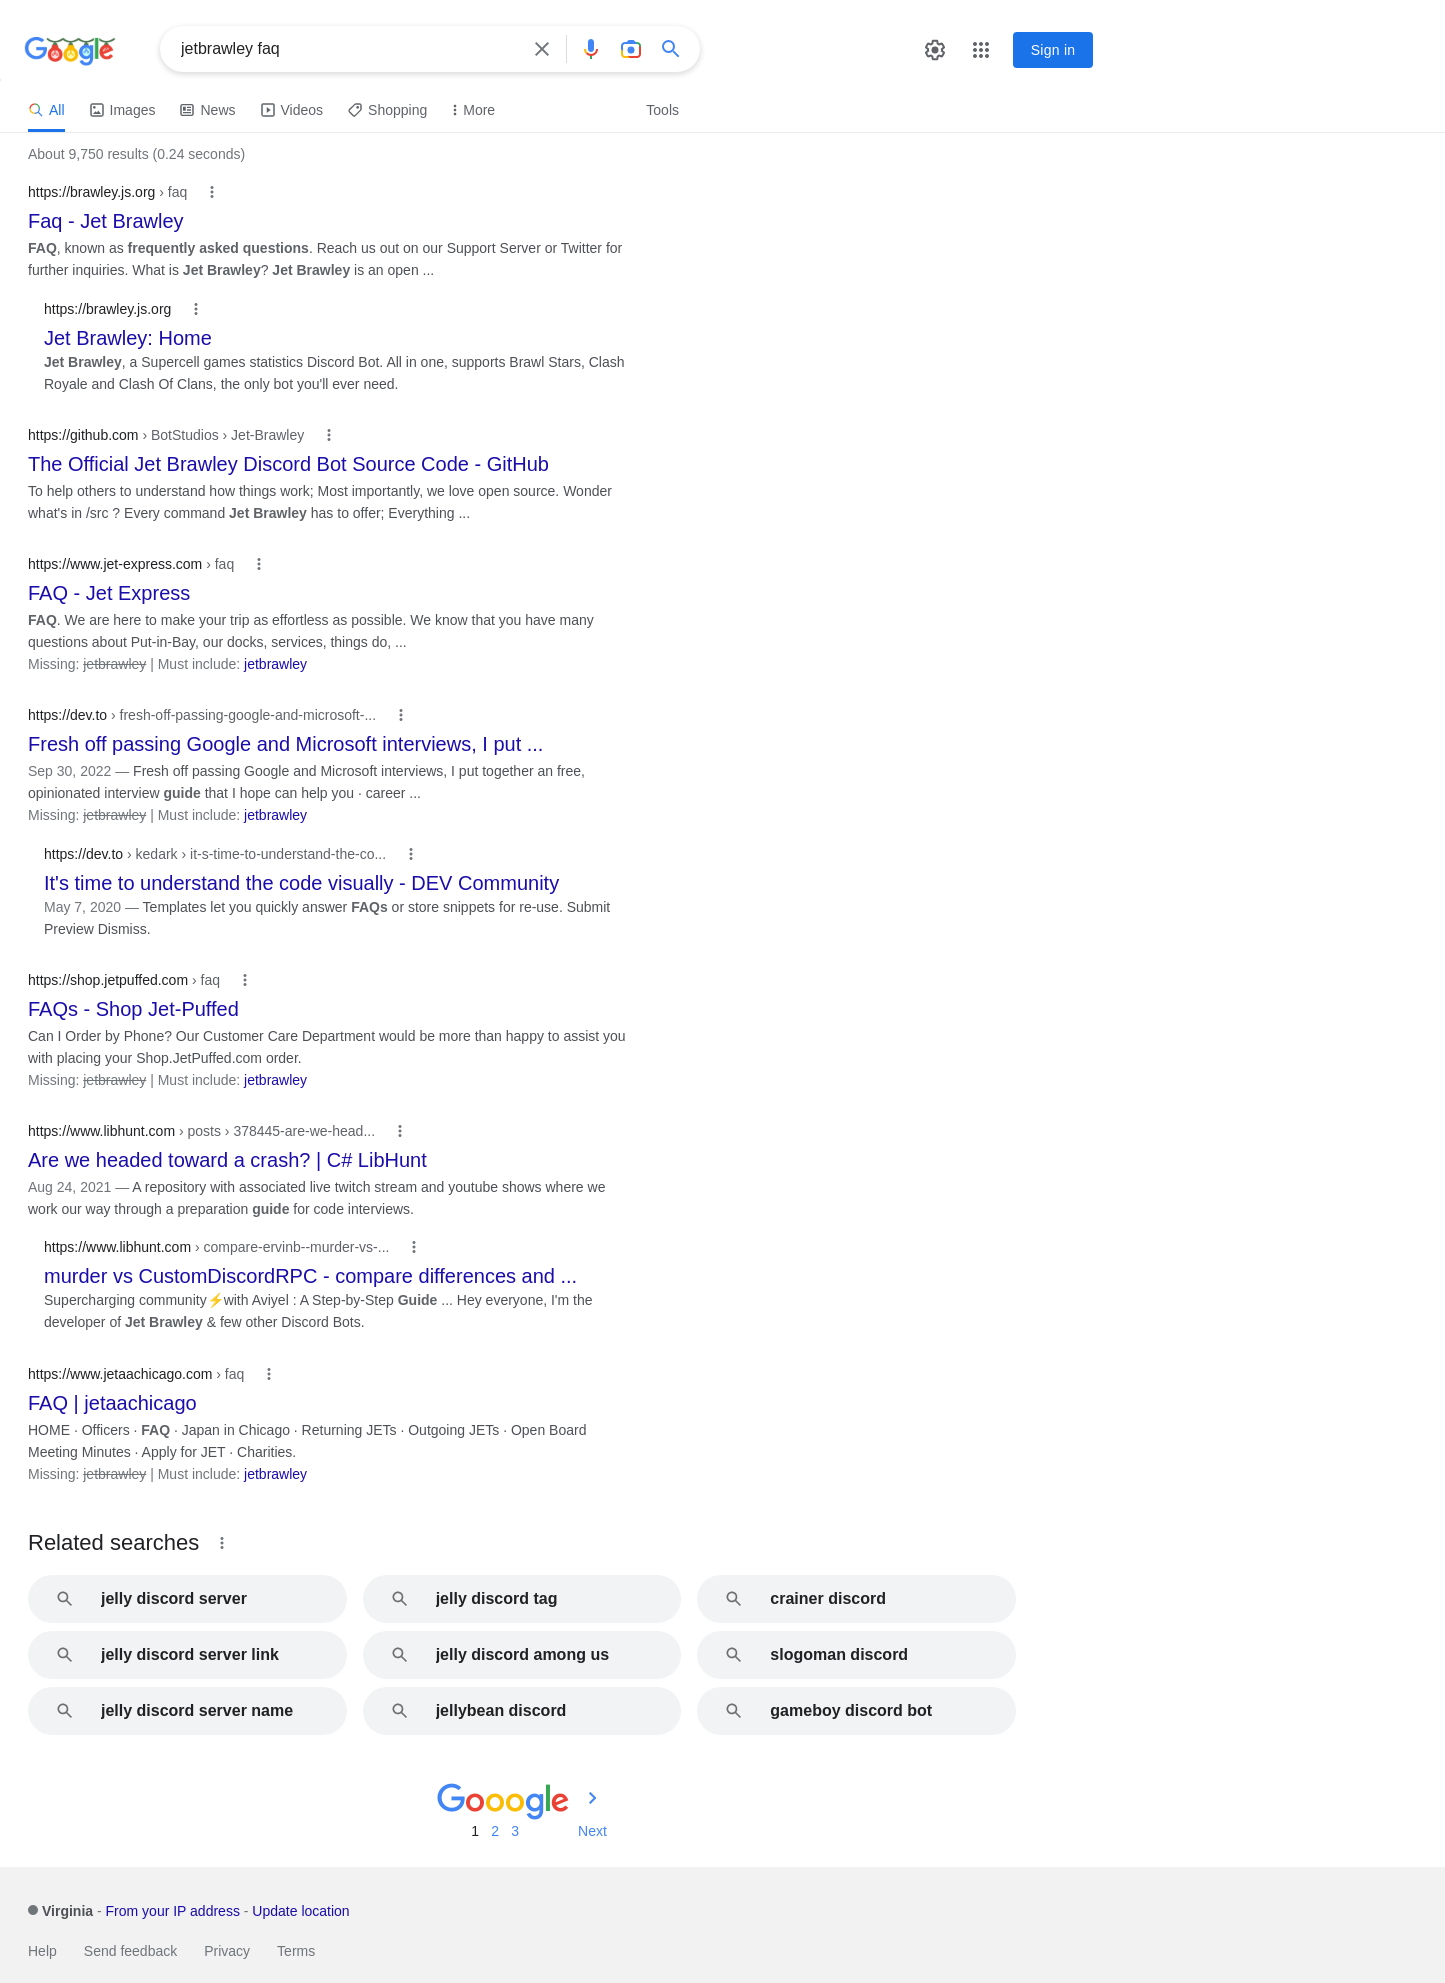 Google
jetbrawley faq
Sign in
All Images News Videos Shopping More Tools
About 9,750 results (0.24 seconds)
https://brawley.js.org › faq
Faq - Jet Brawley
FAQ, known as frequently asked questions. Reach us out on our Support Server or Twitter for
further inquiries. What is Jet Brawley? Jet Brawley is an open ...
https://brawley.js.org
Jet Brawley: Home
Jet Brawley, a Supercell games statistics Discord Bot. All in one, supports Brawl Stars, Clash
Royale and Clash Of Clans, the only bot you'll ever need.
https://github.com › BotStudios › Jet-Brawley
The Official Jet Brawley Discord Bot Source Code - GitHub
To help others to understand how things work; Most importantly, we love open source. Wonder
what's in /src ? Every command Jet Brawley has to offer; Everything ...
https://www.jet-express.com › faq
FAQ - Jet Express
FAQ. We are here to make your trip as effortless as possible. We know that you have many
questions about Put-in-Bay, our docks, services, things do, ...
Missing: jetbrawley | Must include: jetbrawley
https://dev.to › fresh-off-passing-google-and-microsoft-...
Fresh off passing Google and Microsoft interviews, I put ...
Sep 30, 2022 — Fresh off passing Google and Microsoft interviews, I put together an free,
opinionated interview guide that I hope can help you · career ...
Missing: jetbrawley | Must include: jetbrawley
https://dev.to › kedark › it-s-time-to-understand-the-co...
It's time to understand the code visually - DEV Community
May 7, 2020 — Templates let you quickly answer FAQs or store snippets for re-use. Submit
Preview Dismiss.
https://shop.jetpuffed.com › faq
FAQs - Shop Jet-Puffed
Can I Order by Phone? Our Customer Care Department would be more than happy to assist you
with placing your Shop.JetPuffed.com order.
Missing: jetbrawley | Must include: jetbrawley
https://www.libhunt.com › posts › 378445-are-we-head...
Are we headed toward a crash? | C# LibHunt
Aug 24, 2021 — A repository with associated live twitch stream and youtube shows where we
work our way through a preparation guide for code interviews.
https://www.libhunt.com › compare-ervinb--murder-vs-...
murder vs CustomDiscordRPC - compare differences and ...
Supercharging community⚡with Aviyel : A Step-by-Step Guide ... Hey everyone, I'm the
developer of Jet Brawley & few other Discord Bots.
https://www.jetaachicago.com › faq
FAQ | jetaachicago
HOME · Officers · FAQ · Japan in Chicago · Returning JETs · Outgoing JETs · Open Board
Meeting Minutes · Apply for JET · Charities.
Missing: jetbrawley | Must include: jetbrawley
Related searches
jelly discord server jelly discord tag crainer discord
jelly discord server link jelly discord among us slogoman discord
jelly discord server name jellybean discord gameboy discord bot
Gooogle
1 2 3 Next
Virginia - From your IP address - Update location
Help Send feedback Privacy Terms